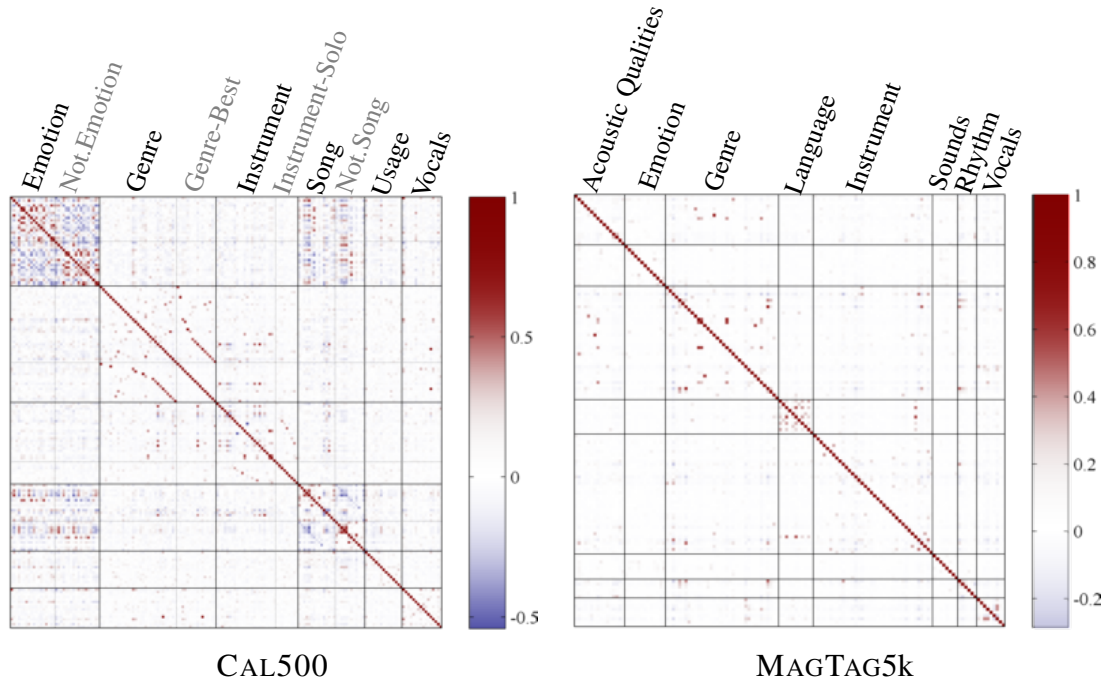 Emotion
Not.Emotion
Genre
Genre-Best
Instrument
Instrument-Solo
Song
Not.Song
Usage
Vocals
1
0.5
0
-0.5
CAL500
Acoustic Qualities
Emotion
Genre
Language
Instrument
Sounds
Rhythm
Vocals
1
0.8
0.6
0.4
0.2
0
-0.2
MAGTAG5k